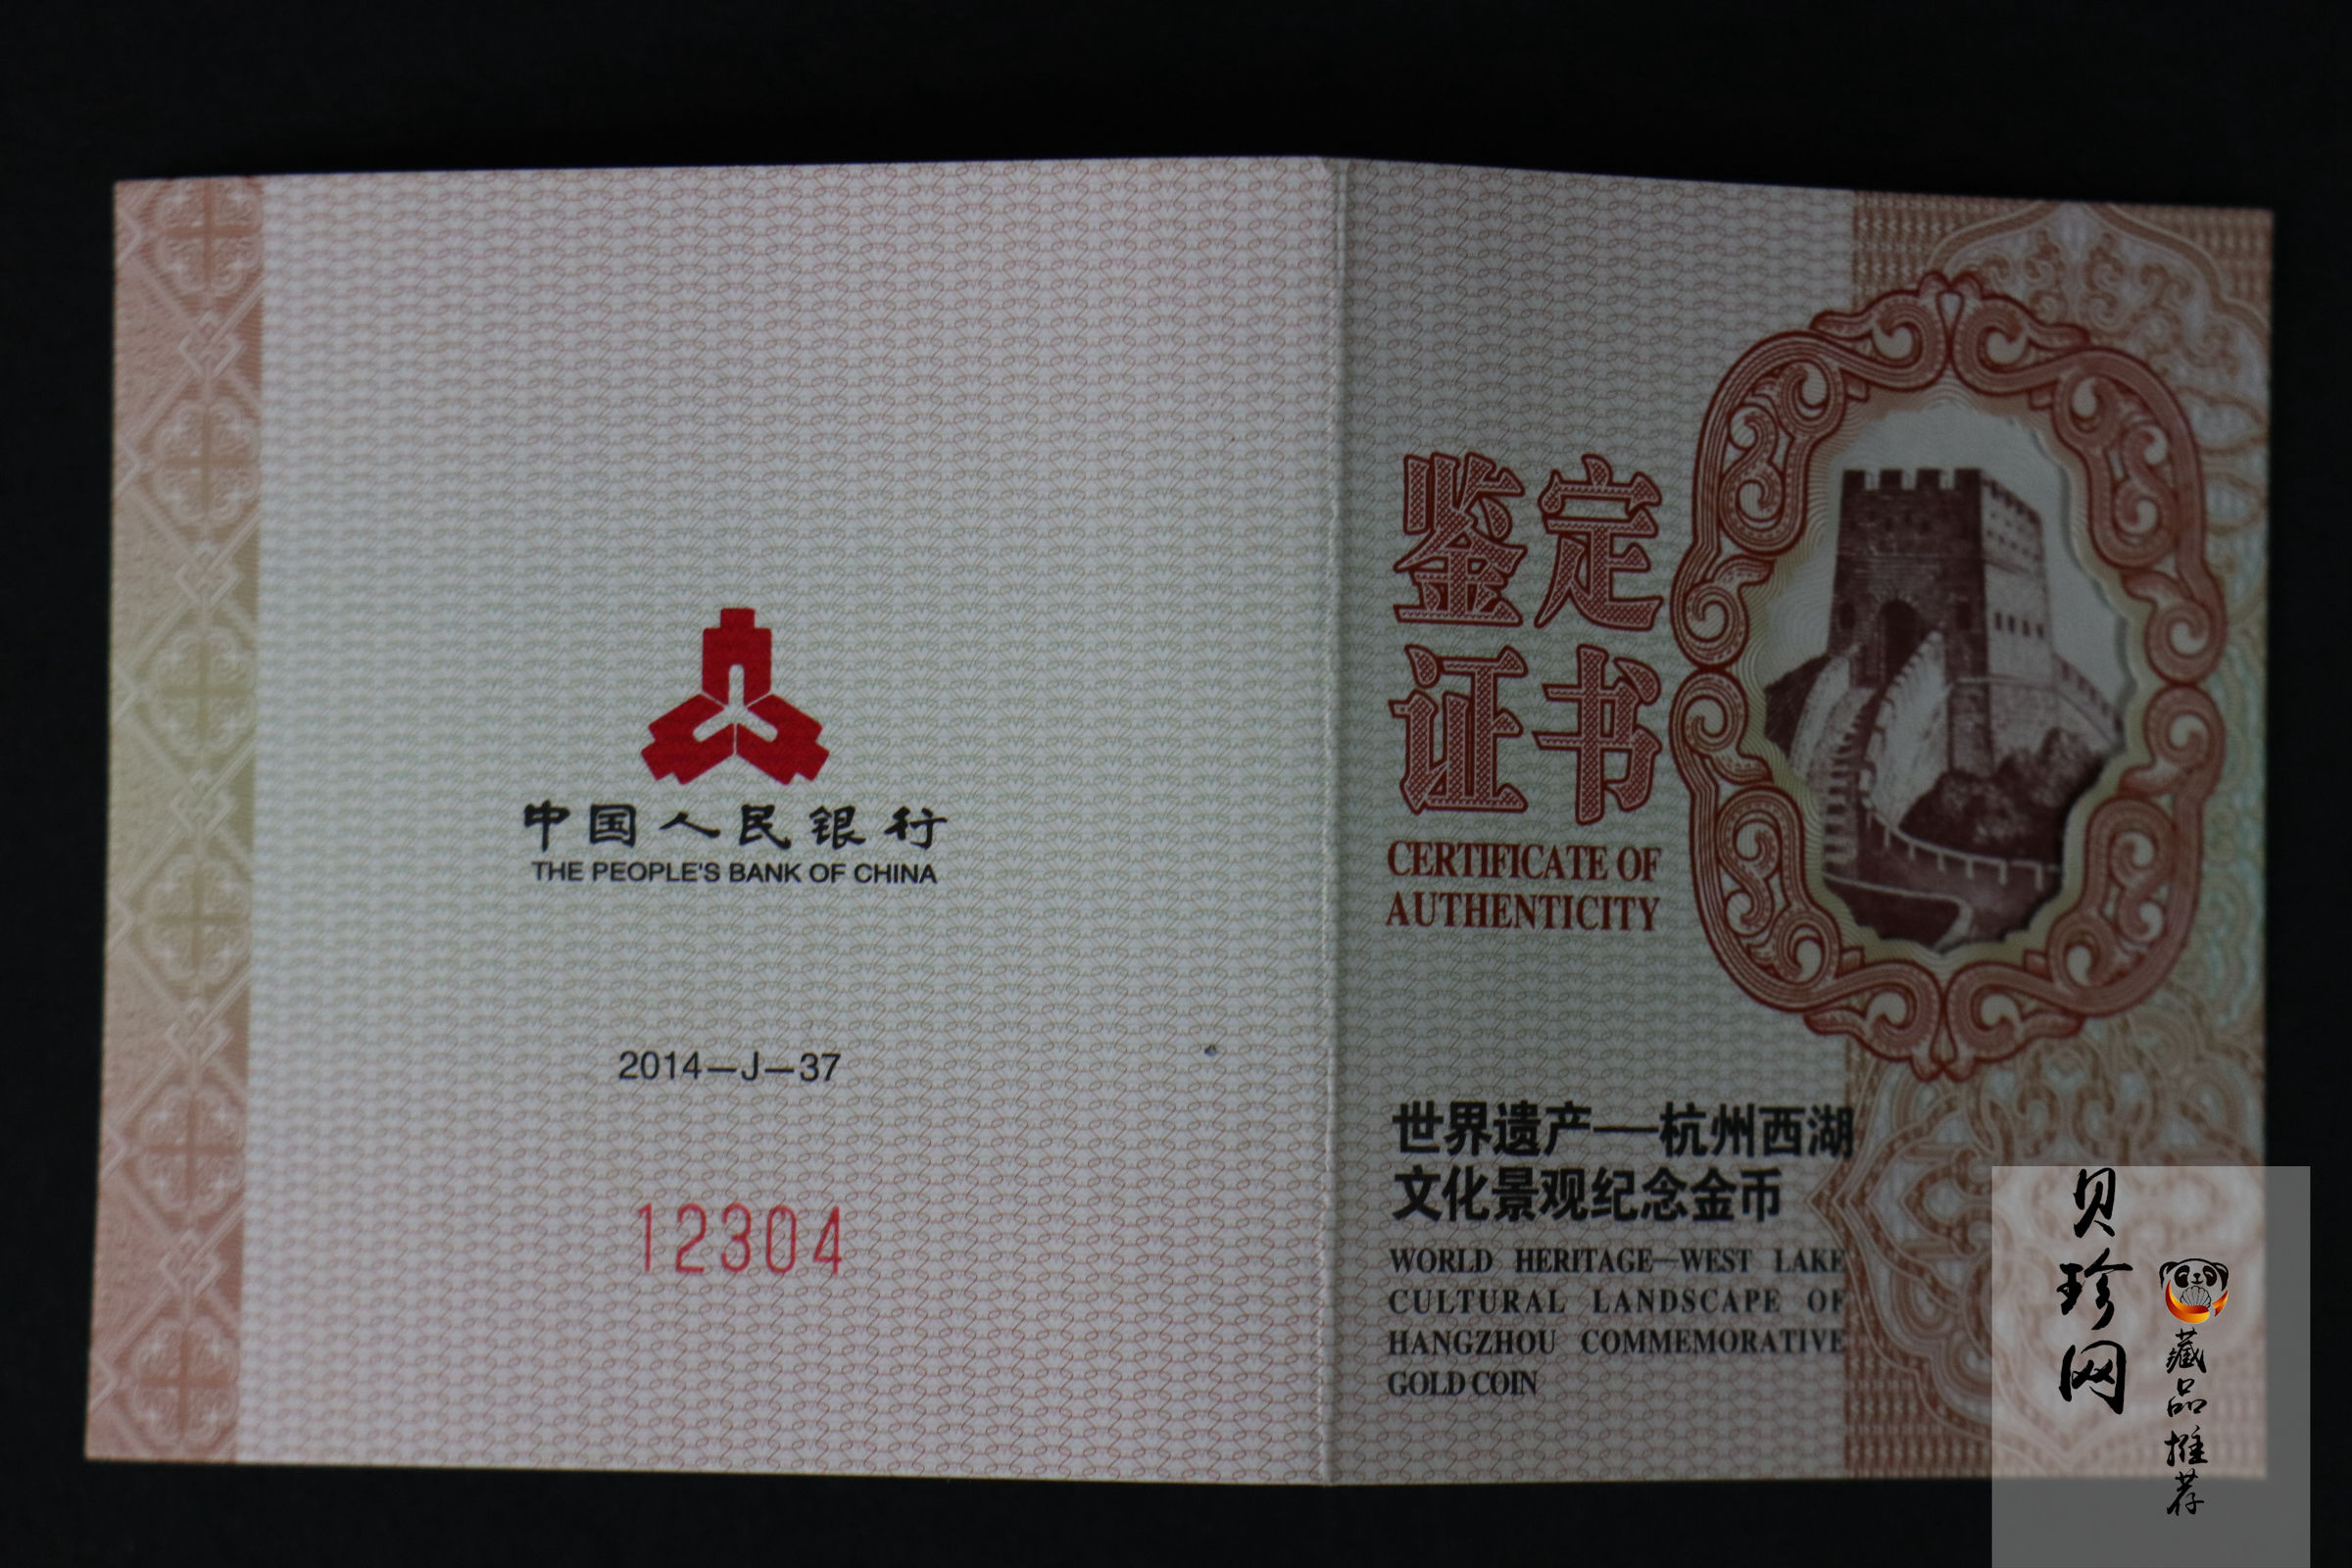 中国人民银行
THE PEOPLE'S BANK OF CHINA
2014—J—37
12304
鉴定
证书
CERTIFICATE OF
AUTHENTICITY
世界遗产——杭州西湖
文化景观纪念金币
WORLD HERITAGE—WEST LAKE
CULTURAL LANDSCAPE OF
HANGZHOU COMMEMORATIVE
GOLD COIN
贝珍网
藏品推荐